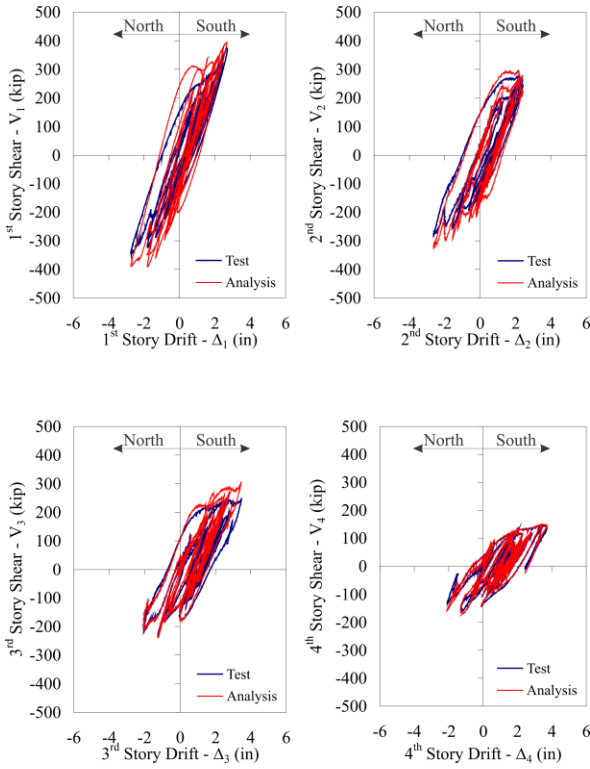 North South
500
400
300
200
100
0
-100
-200
-300
-400
-500
1st Story Shear - V1 (kip)
Test
Analysis
-6 -4 -2 0 2 4 6
1st Story Drift - Δ1 (in)
North South
500
400
300
200
100
0
-100
-200
-300
-400
-500
2nd Story Shear - V2 (kip)
Test
Analysis
-6 -4 -2 0 2 4 6
2nd Story Drift - Δ2 (in)
North South
500
400
300
200
100
0
-100
-200
-300
-400
-500
3rd Story Shear - V3 (kip)
Test
Analysis
-6 -4 -2 0 2 4 6
3rd Story Drift - Δ3 (in)
North South
500
400
300
200
100
0
-100
-200
-300
-400
-500
4th Story Shear - V4 (kip)
Test
Analysis
-6 -4 -2 0 2 4 6
4th Story Drift - Δ4 (in)